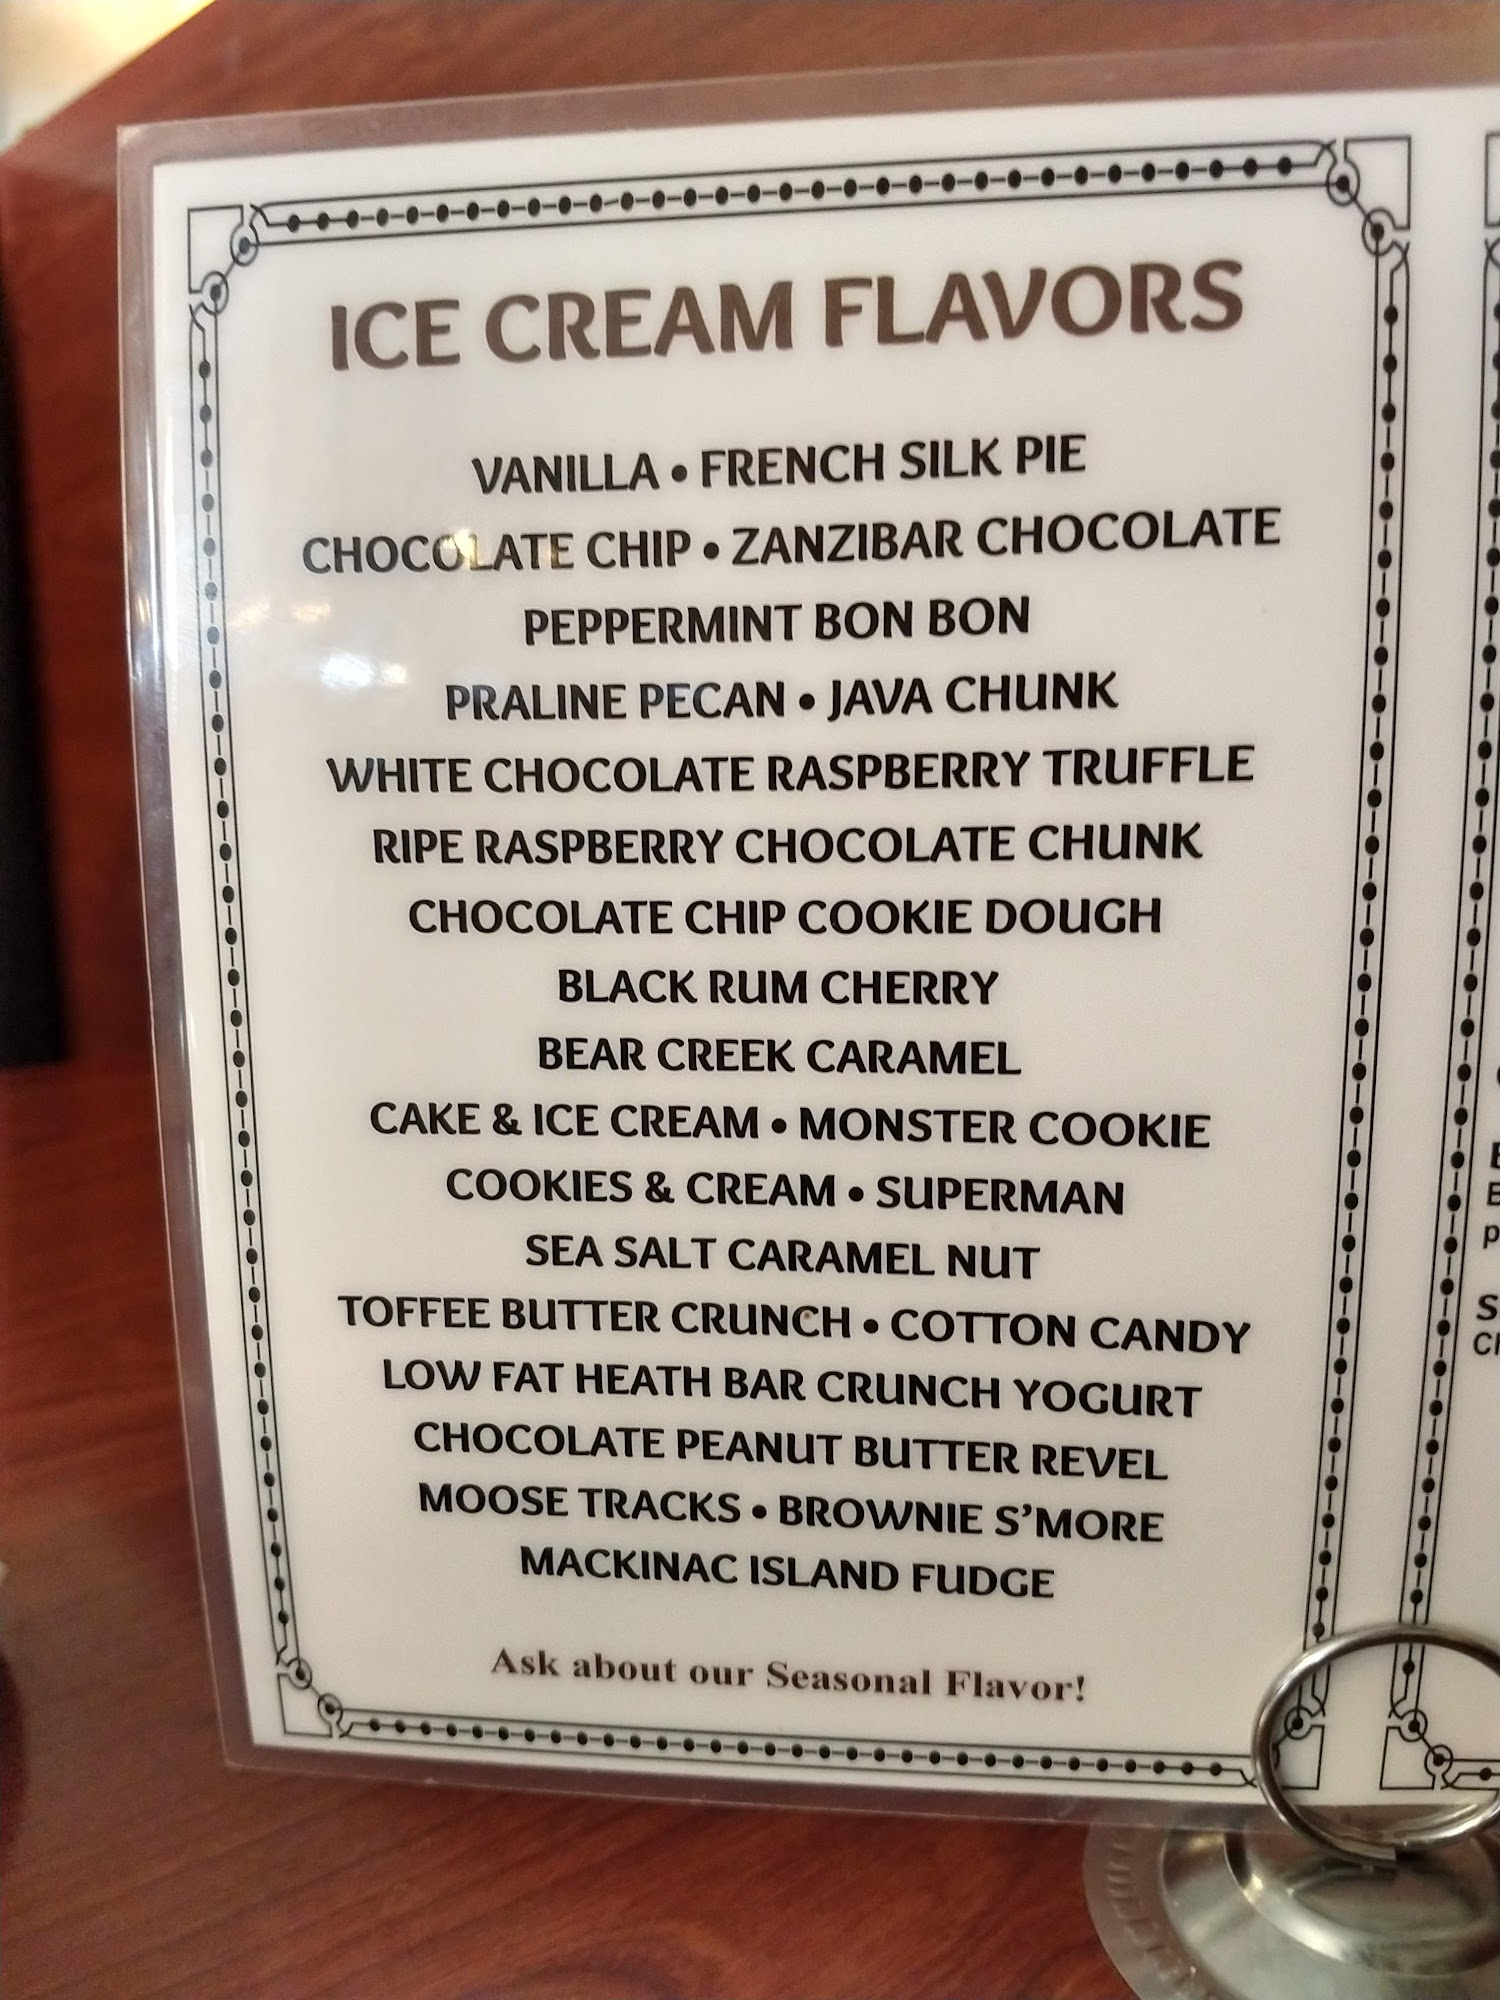 ICE CREAM FLAVORS
VANILLA • FRENCH SILK PIE
CHOCOLATE CHIP • ZANZIBAR CHOCOLATE
PEPPERMINT BON BON
PRALINE PECAN • JAVA CHUNK
WHITE CHOCOLATE RASPBERRY TRUFFLE
RIPE RASPBERRY CHOCOLATE CHUNK
CHOCOLATE CHIP COOKIE DOUGH
BLACK RUM CHERRY
BEAR CREEK CARAMEL
CAKE & ICE CREAM • MONSTER COOKIE
COOKIES & CREAM • SUPERMAN
SEA SALT CARAMEL NUT
TOFFEE BUTTER CRUNCH • COTTON CANDY
LOW FAT HEATH BAR CRUNCH YOGURT
CHOCOLATE PEANUT BUTTER REVEL
MOOSE TRACKS • BROWNIE S'MORE
MACKINAC ISLAND FUDGE
Ask about our Seasonal Flavor!